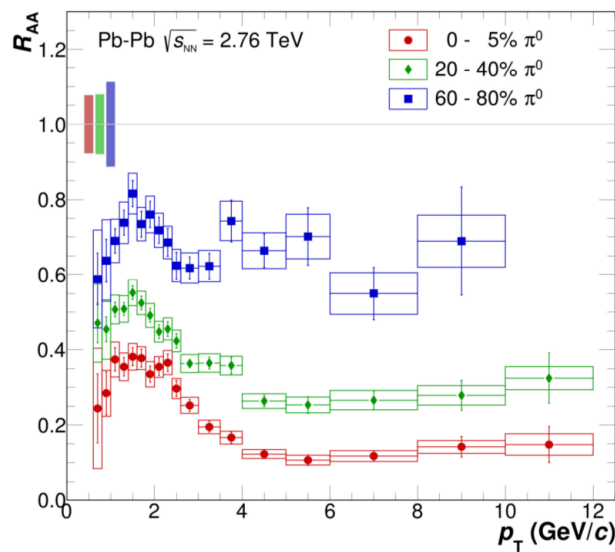 R_AA
Pb-Pb √s_NN = 2.76 TeV
0 - 5% π⁰
20 - 40% π⁰
60 - 80% π⁰
1.2
1.0
0.8
0.6
0.4
0.2
0.0
0 2 4 6 8 10 12
p_T (GeV/c)